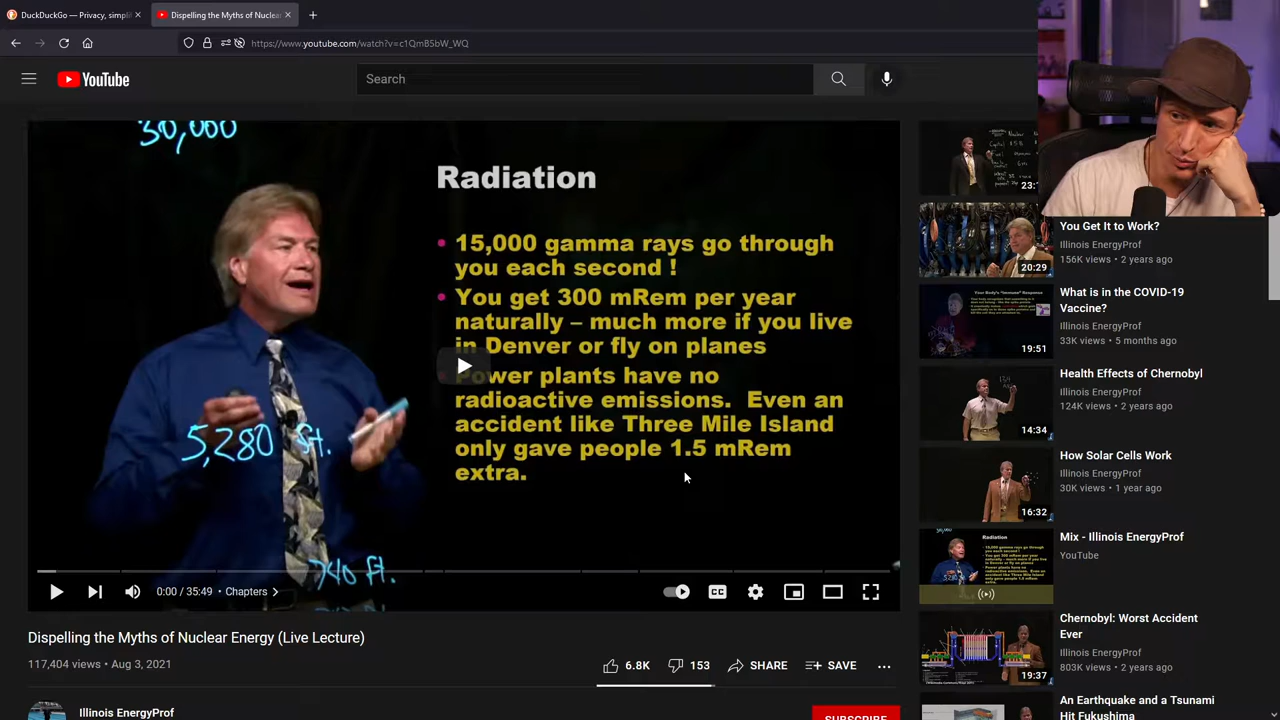 DuckDuckGo — Privacy, simplif
Dispelling the Myths of Nuclear
https://www.youtube.com/watch?v=c1QmB5bW_WQ
YouTube
Search
30,000
5,280 ft.
ft.
Radiation
15,000 gamma rays go through
you each second !
You get 300 mRem per year
naturally – much more if you live
in Denver or fly on planes
Power plants have no
radioactive emissions. Even an
accident like Three Mile Island
only gave people 1.5 mRem
extra.
0:00 / 35:49 • Chapters
CC
Dispelling the Myths of Nuclear Energy (Live Lecture)
117,404 views • Aug 3, 2021
6.8K
153
SHARE
SAVE
Illinois EnergyProf
SUBSCRIBE
You Get It to Work?
Illinois EnergyProf
156K views • 2 years ago
20:29
What is in the COVID-19
Vaccine?
Illinois EnergyProf
33K views • 5 months ago
19:51
Health Effects of Chernobyl
Illinois EnergyProf
124K views • 2 years ago
14:34
How Solar Cells Work
Illinois EnergyProf
30K views • 1 year ago
16:32
Mix - Illinois EnergyProf
YouTube
Radiation
Chernobyl: Worst Accident
Ever
Illinois EnergyProf
803K views • 2 years ago
19:37
An Earthquake and a Tsunami
Hit Fukushima